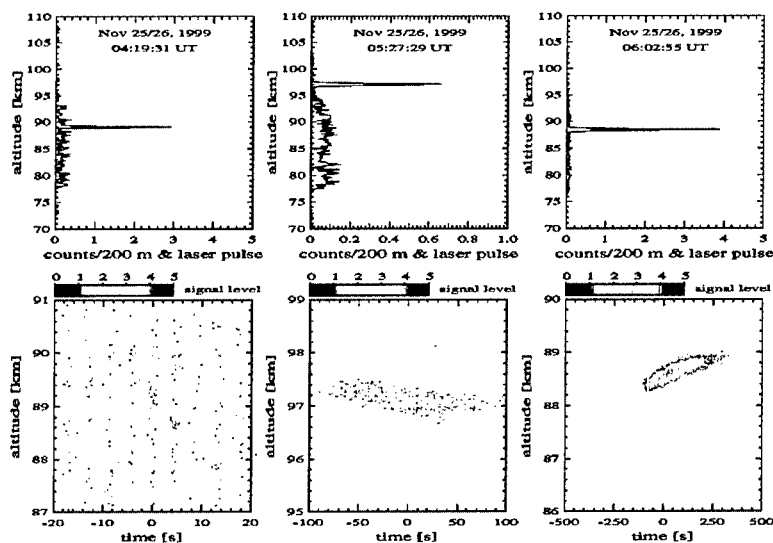 Nov 25/26, 1999
04:19:31 UT
altitude [km]
110
105
100
95
90
85
80
75
70
0 1 2 3 4 5
Nov 25/26, 1999
05:27:29 UT
altitude [km]
110
105
100
95
90
85
80
75
70
0 0.2 0.4 0.6 0.8 1.0
Nov 25/26, 1999
06:02:55 UT
altitude [km]
110
105
100
95
90
85
80
75
70
0 1 2 3 4 5
counts/200 m & laser pulse
counts/200 m & laser pulse
counts/200 m & laser pulse
0 1 2 3 4 5
signal level
altitude [km]
91
90
89
88
87
-20 -10 0 10 20
time [s]
0 1 2 3 4 5
signal level
altitude [km]
99
98
97
96
95
-100 -50 0 50 100
time [s]
0 1 2 3 4 5
signal level
altitude [km]
90
89
88
87
86
-500 -250 0 250 500
time [s]